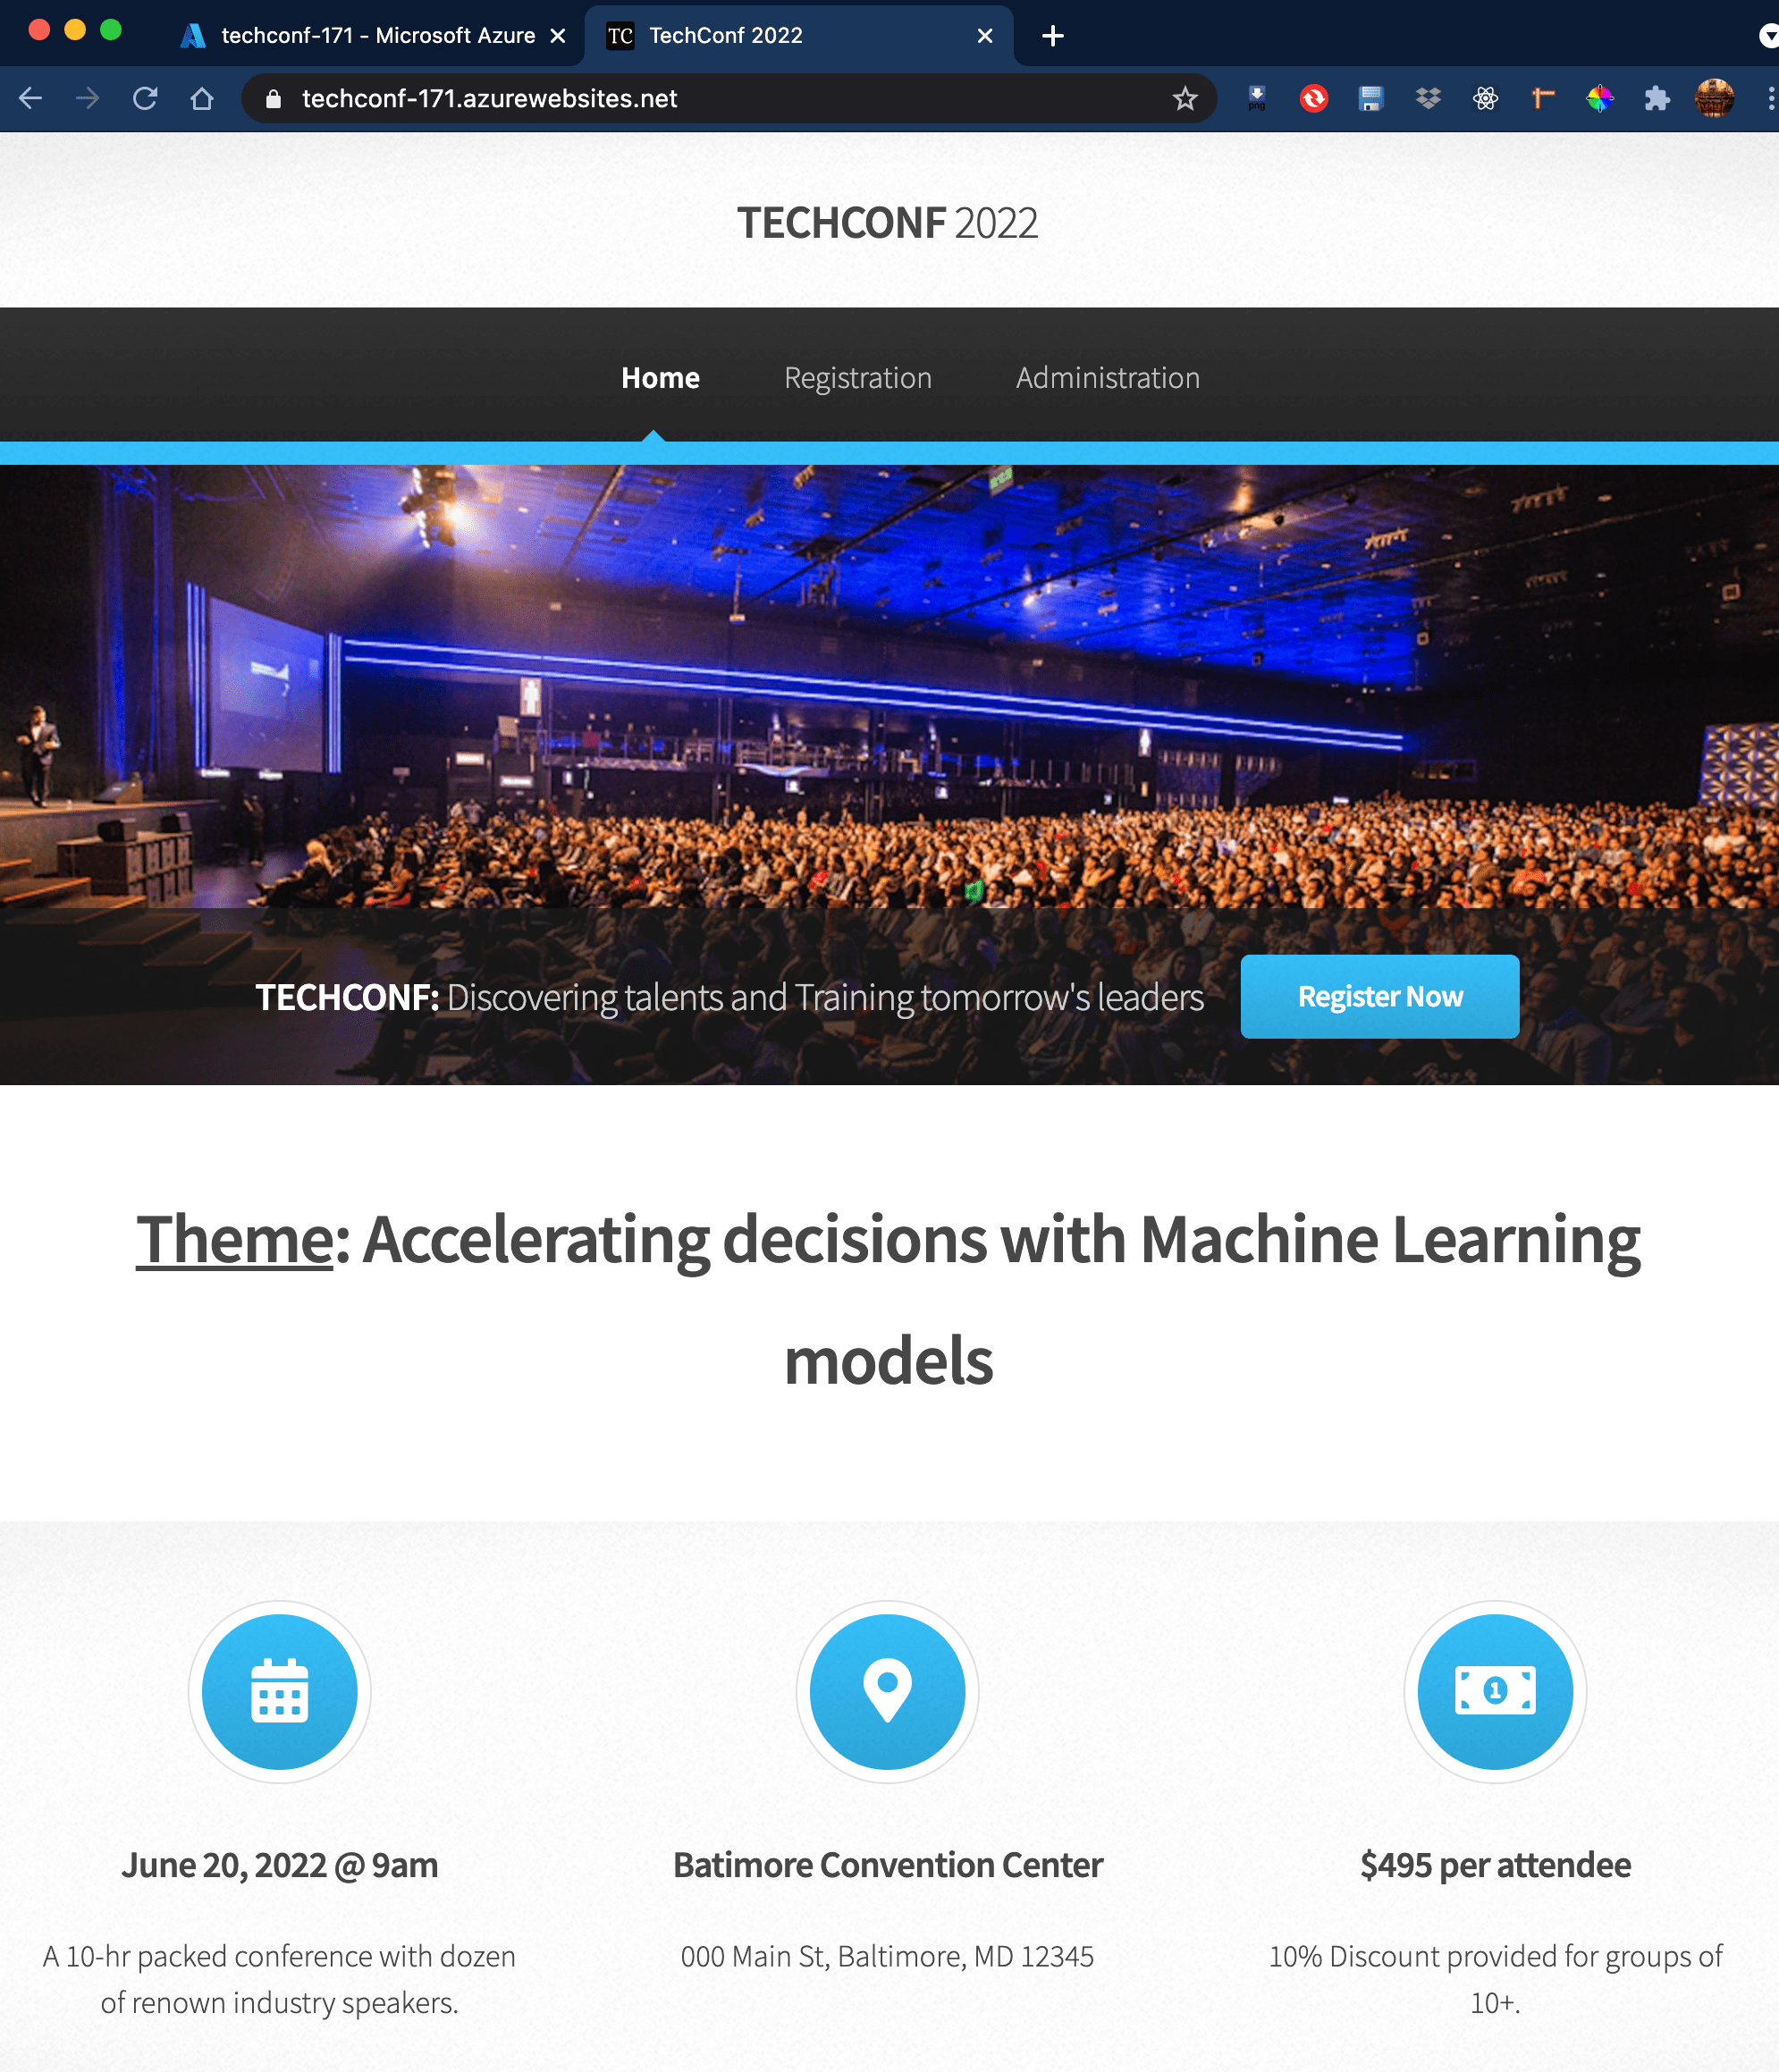 techconf-171 - Microsoft Azure
TC TechConf 2022
techconf-171.azurewebsites.net
png
TECHCONF 2022
Home Registration Administration
TECHCONF: Discovering talents and Training tomorrow's leaders
Register Now
Theme: Accelerating decisions with Machine Learning
models
1
June 20, 2022 @ 9am
A 10-hr packed conference with dozen
of renown industry speakers.
Batimore Convention Center
000 Main St, Baltimore, MD 12345
$495 per attendee
10% Discount provided for groups of
10+.